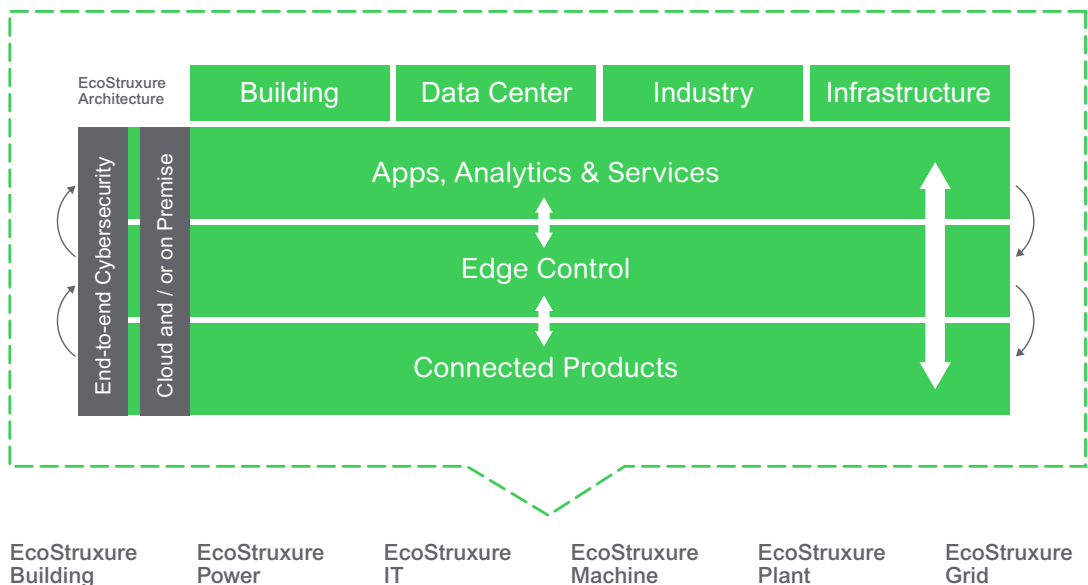 EcoStruxure
Architecture
Building
Data Center
Industry
Infrastructure
End-to-end Cybersecurity
Cloud and / or on Premise
Apps, Analytics & Services
Edge Control
Connected Products
EcoStruxure
Building
EcoStruxure
Power
EcoStruxure
IT
EcoStruxure
Machine
EcoStruxure
Plant
EcoStruxure
Grid